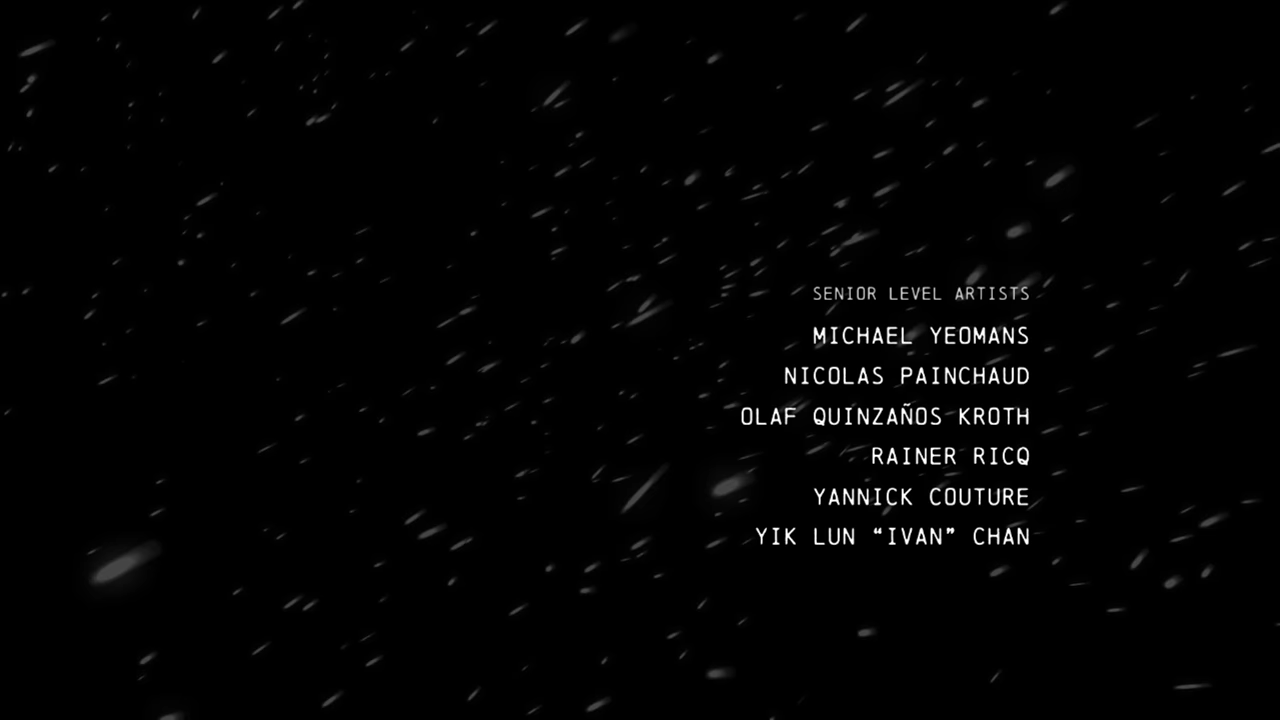 SENIOR LEVEL ARTISTS
MICHAEL YEOMANS
NICOLAS PAINCHAUD
OLAF QUINZAÑOS KROTH
RAINER RICQ
YANNICK COUTURE
YIK LUN “IVAN” CHAN